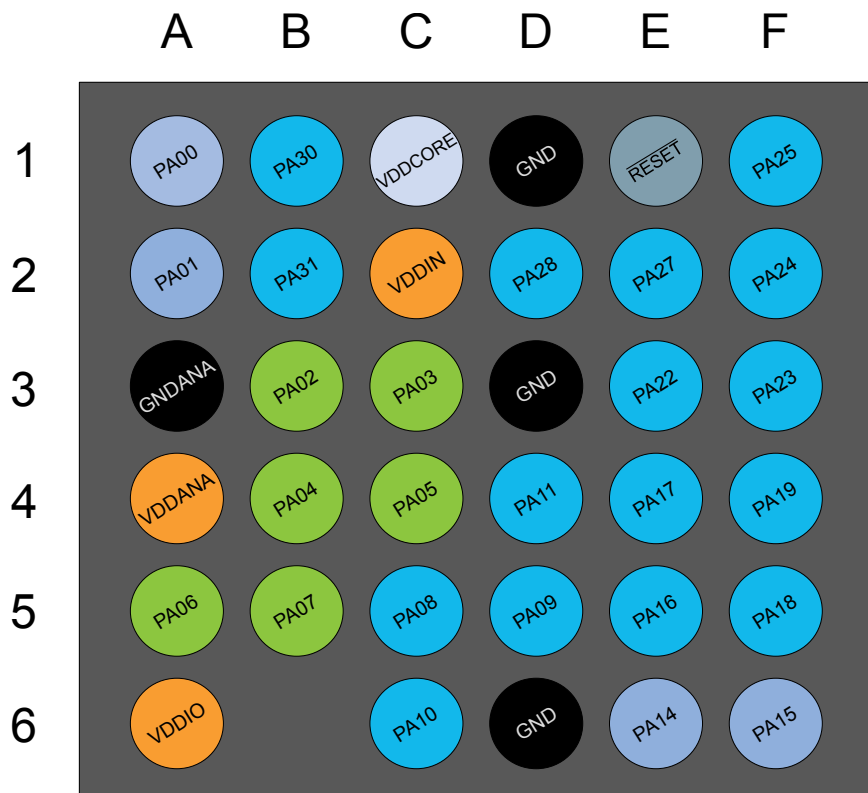 A B C D E F
1 PA00 PA30 VDDCORE GND RESET PA25
2 PA01 PA31 VDDIN PA28 PA27 PA24
3 GNDANA PA02 PA03 GND PA22 PA23
4 VDDANA PA04 PA05 PA11 PA17 PA19
5 PA06 PA07 PA08 PA09 PA16 PA18
6 VDDIO PA10 GND PA14 PA15